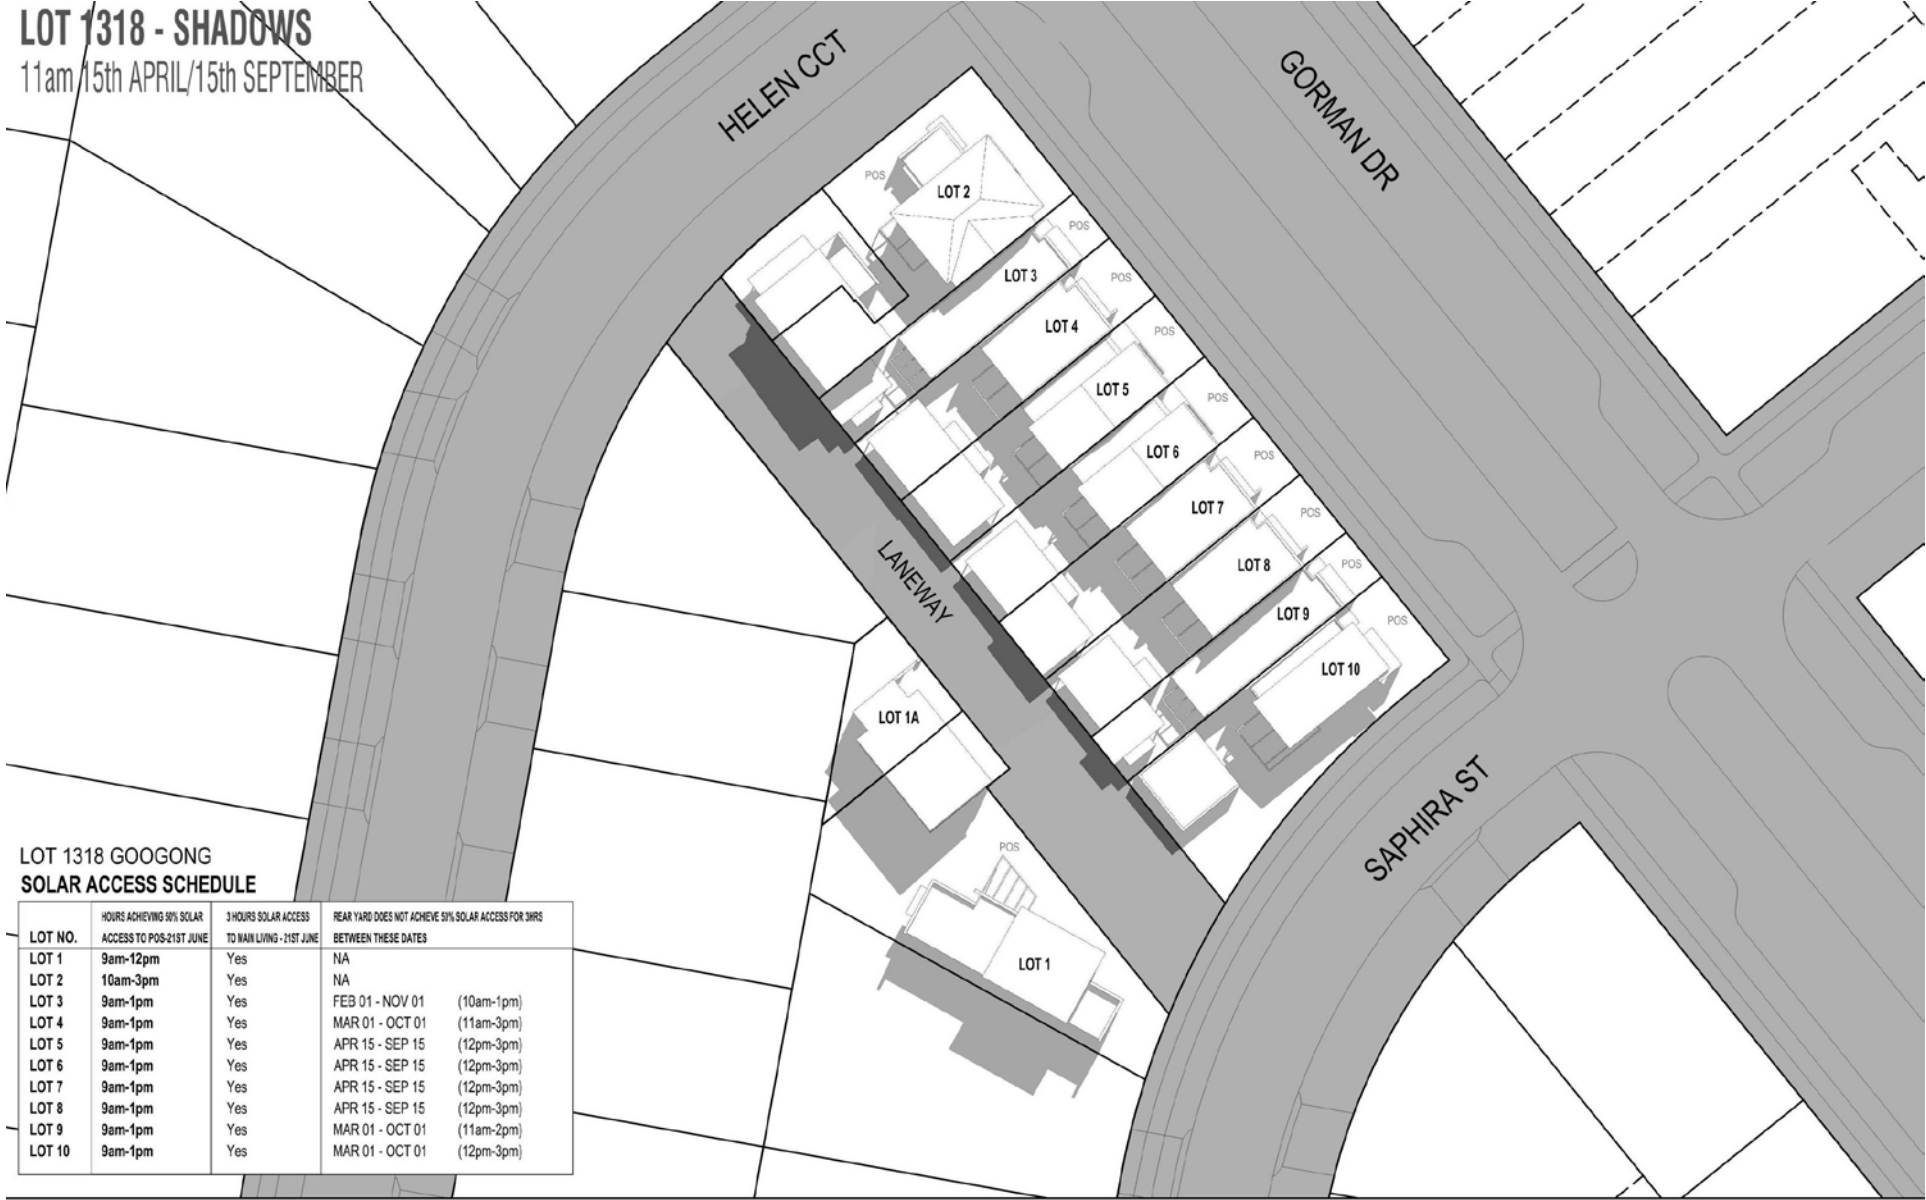 LOT 1318 - SHADOWS
11am 15th APRIL/15th SEPTEMBER
HELEN CCT
GORMAN DR
POS
LOT 2
POS
LOT 3
POS
LOT 4
POS
LOT 5
POS
LOT 6
POS
LOT 7
POS
LOT 8
POS
LOT 9
POS
LOT 10
LANEWAY
LOT 1A
SAPHIRA ST
POS
LOT 1
LOT 1318 GOOGONG
SOLAR ACCESS SCHEDULE
LOT NO. HOURS ACHIEVING 50% SOLAR ACCESS TO POS-21ST JUNE 3 HOURS SOLAR ACCESS TO MAIN LIVING - 21ST JUNE REAR YARD DOES NOT ACHIEVE 50% SOLAR ACCESS FOR 3HRS BETWEEN THESE DATES
LOT 1 9am-12pm Yes NA
LOT 2 10am-3pm Yes NA
LOT 3 9am-1pm Yes FEB 01 - NOV 01 (10am-1pm)
LOT 4 9am-1pm Yes MAR 01 - OCT 01 (11am-3pm)
LOT 5 9am-1pm Yes APR 15 - SEP 15 (12pm-3pm)
LOT 6 9am-1pm Yes APR 15 - SEP 15 (12pm-3pm)
LOT 7 9am-1pm Yes APR 15 - SEP 15 (12pm-3pm)
LOT 8 9am-1pm Yes APR 15 - SEP 15 (12pm-3pm)
LOT 9 9am-1pm Yes MAR 01 - OCT 01 (11am-2pm)
LOT 10 9am-1pm Yes MAR 01 - OCT 01 (12pm-3pm)